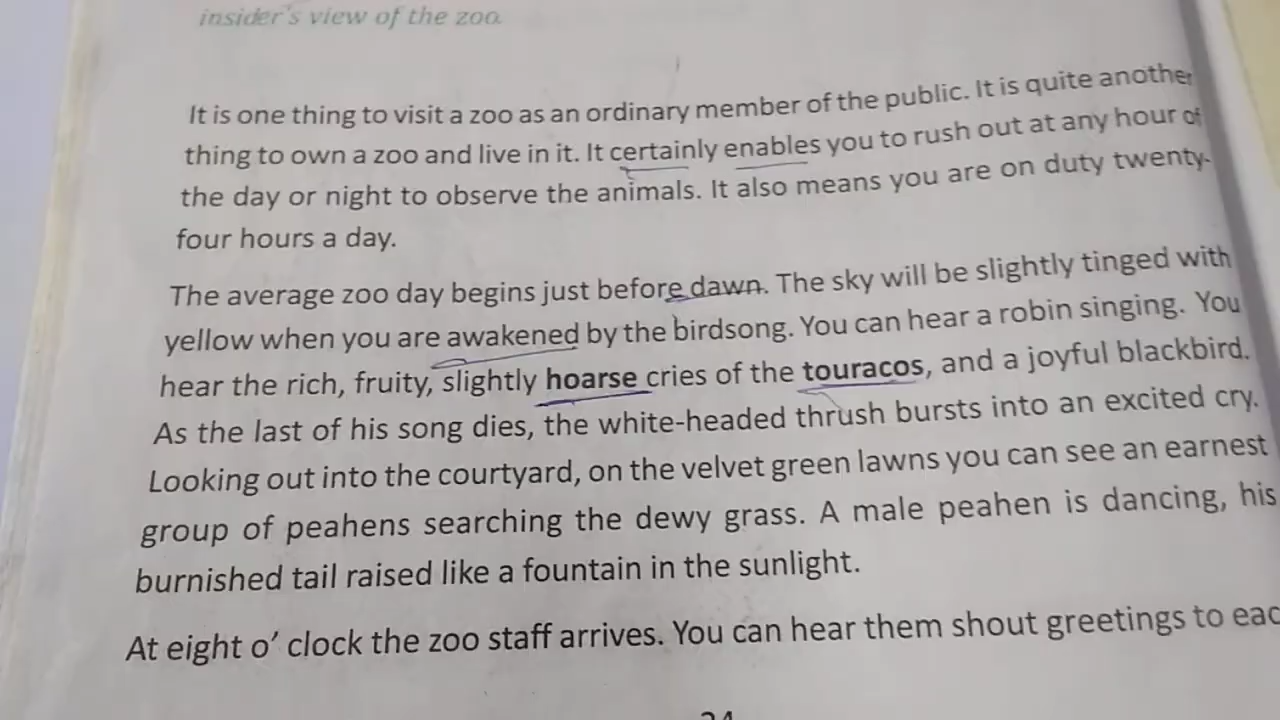 insider's view of the zoo
It is one thing to visit a zoo as an ordinary member of the public. It is quite another
thing to own a zoo and live in it. It certainly enables you to rush out at any hour of
the day or night to observe the animals. It also means you are on duty twenty-
four hours a day.
The average zoo day begins just before dawn. The sky will be slightly tinged with
yellow when you are awakened by the birdsong. You can hear a robin singing. You
hear the rich, fruity, slightly hoarse cries of the touracos, and a joyful blackbird.
As the last of his song dies, the white-headed thrush bursts into an excited cry.
Looking out into the courtyard, on the velvet green lawns you can see an earnest
group of peahens searching the dewy grass. A male peahen is dancing, his
burnished tail raised like a fountain in the sunlight.
At eight o' clock the zoo staff arrives. You can hear them shout greetings to